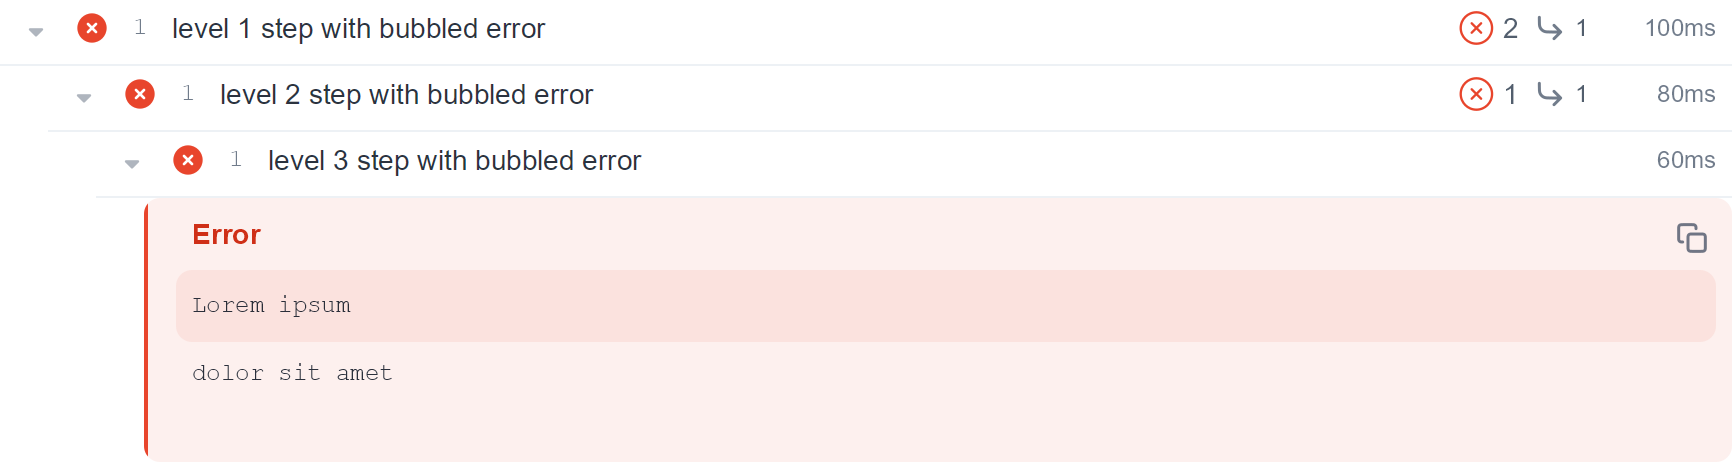 1 level 1 step with bubbled error 2 1 100ms
1 level 2 step with bubbled error 1 1 80ms
1 level 3 step with bubbled error 60ms
Error
Lorem ipsum
dolor sit amet